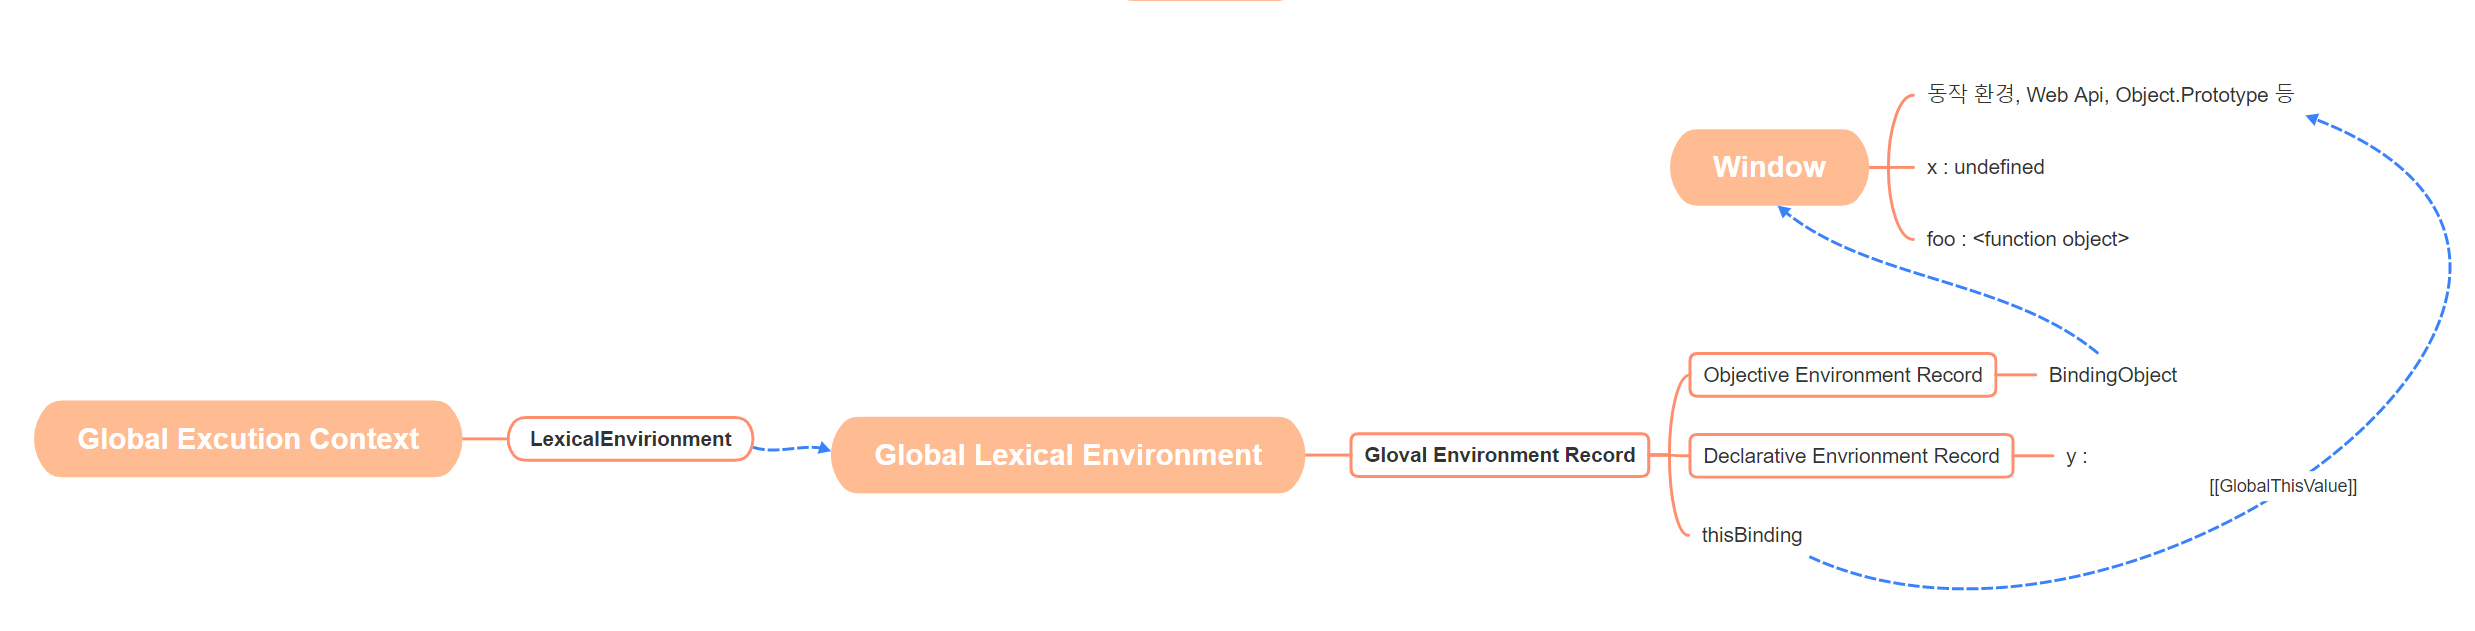 동작 환경, Web Api, Object.Prototype 등
Window
x : undefined
foo : <function object>
Objective Environment Record
BindingObject
Global Excution Context
LexicalEnvirionment
Global Lexical Environment
Gloval Environment Record
Declarative Envrionment Record
y :
[[GlobalThisValue]]
thisBinding